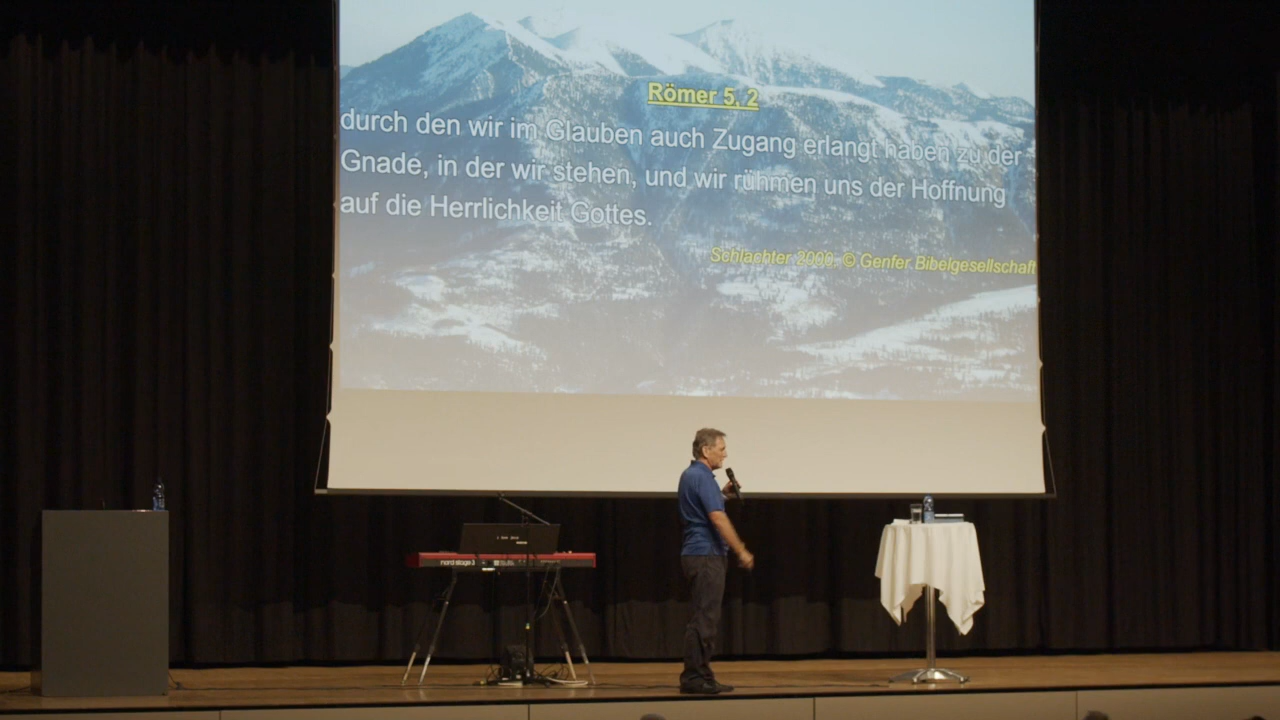 Römer 5, 2
durch den wir im Glauben auch Zugang erlangt haben zu der
Gnade, in der wir stehen, und wir rühmen uns der Hoffnung
auf die Herrlichkeit Gottes.
Schlachter 2000, © Genfer Bibelgesellschaft
nord stage 3